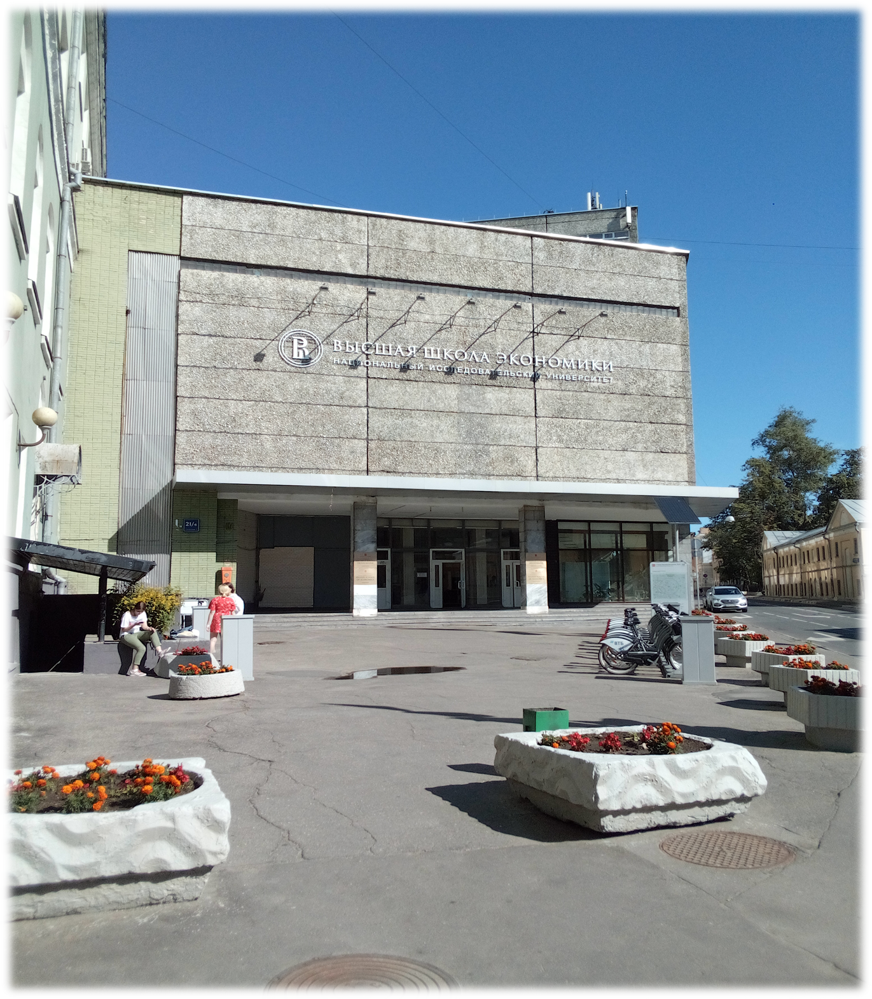 ВЫСШАЯ ШКОЛА ЭКОНОМИКИ
НАЦИОНАЛЬНЫЙ ИССЛЕДОВАТЕЛЬСКИЙ УНИВЕРСИТЕТ
21/4
ВТБ